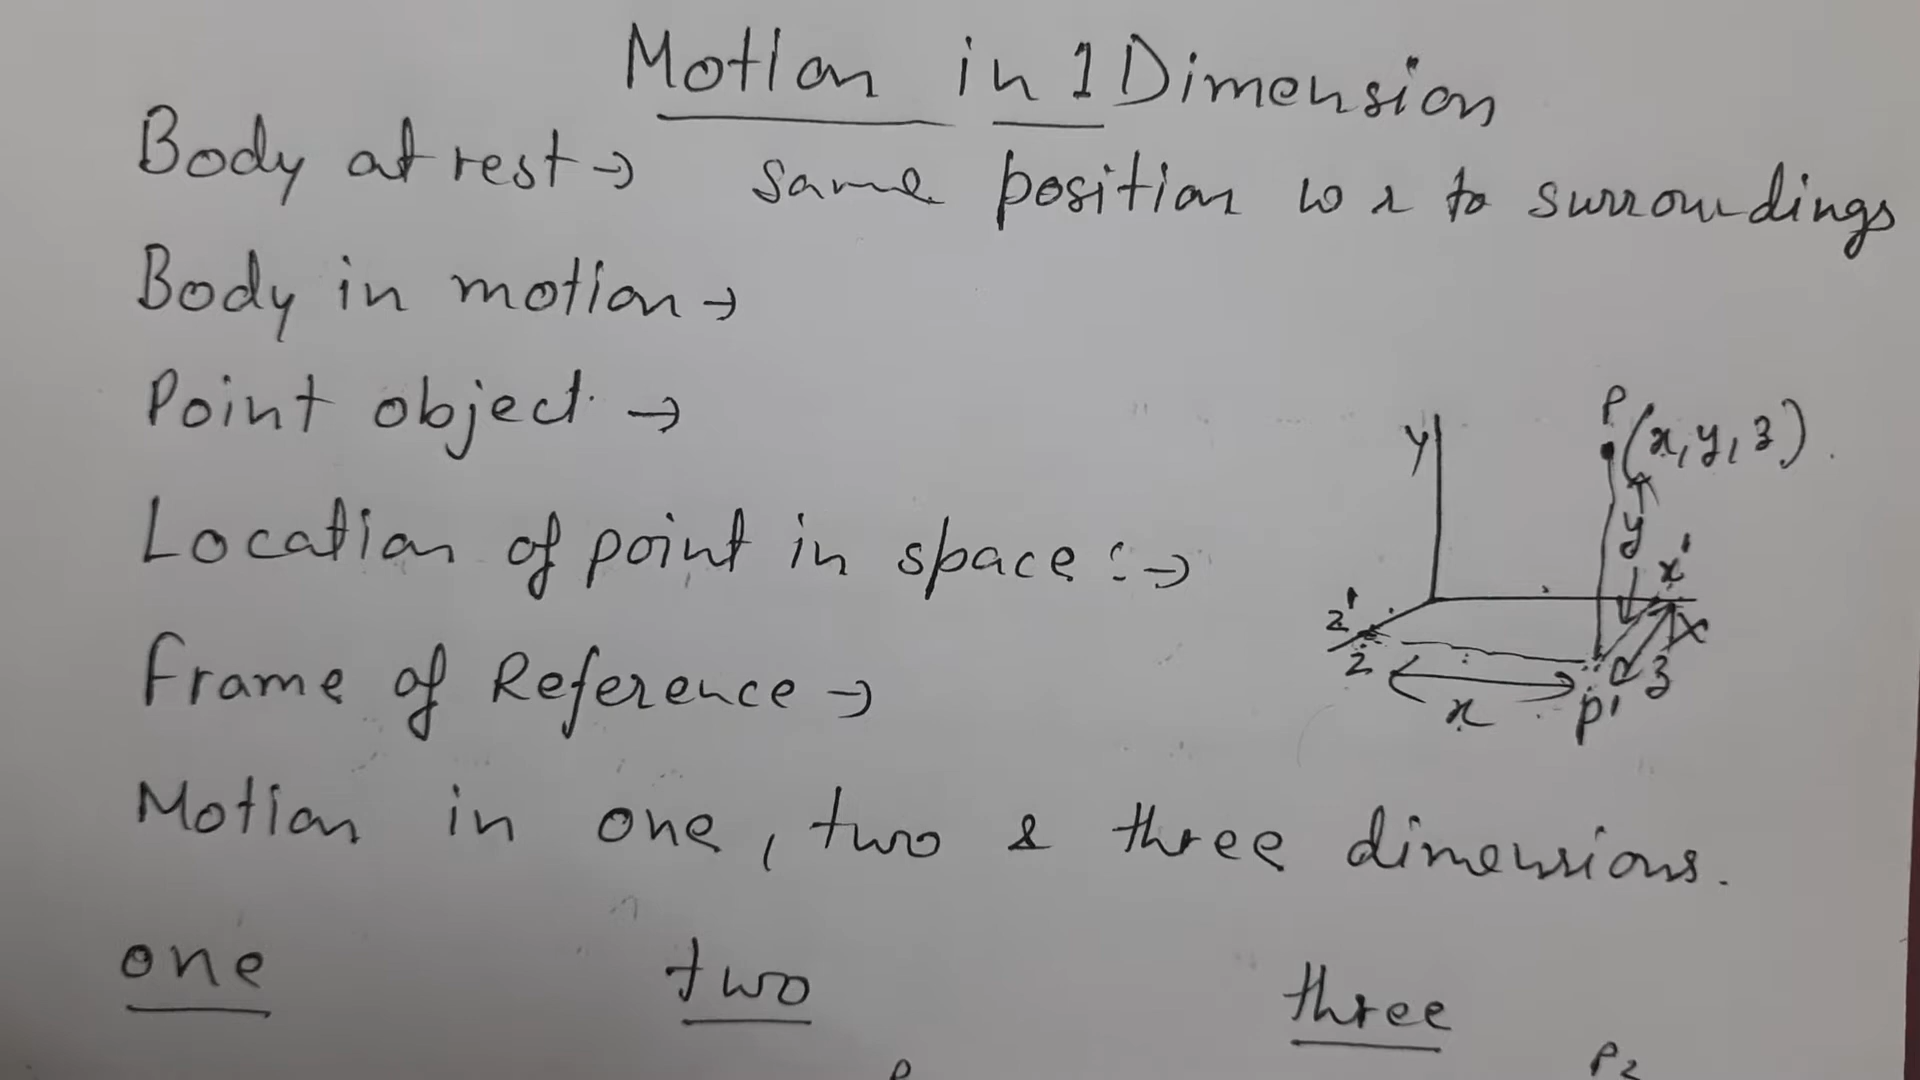 Motion in 1 Dimension
Body at rest → same position w r to surroundings
Body in motion →
Point object →
Location of point in space :→
Frame of Reference →
Motion in one, two & three dimensions.
one two three
P P2
y
P (x, y, z)
y
x'
z'
x
z
z
x
P'